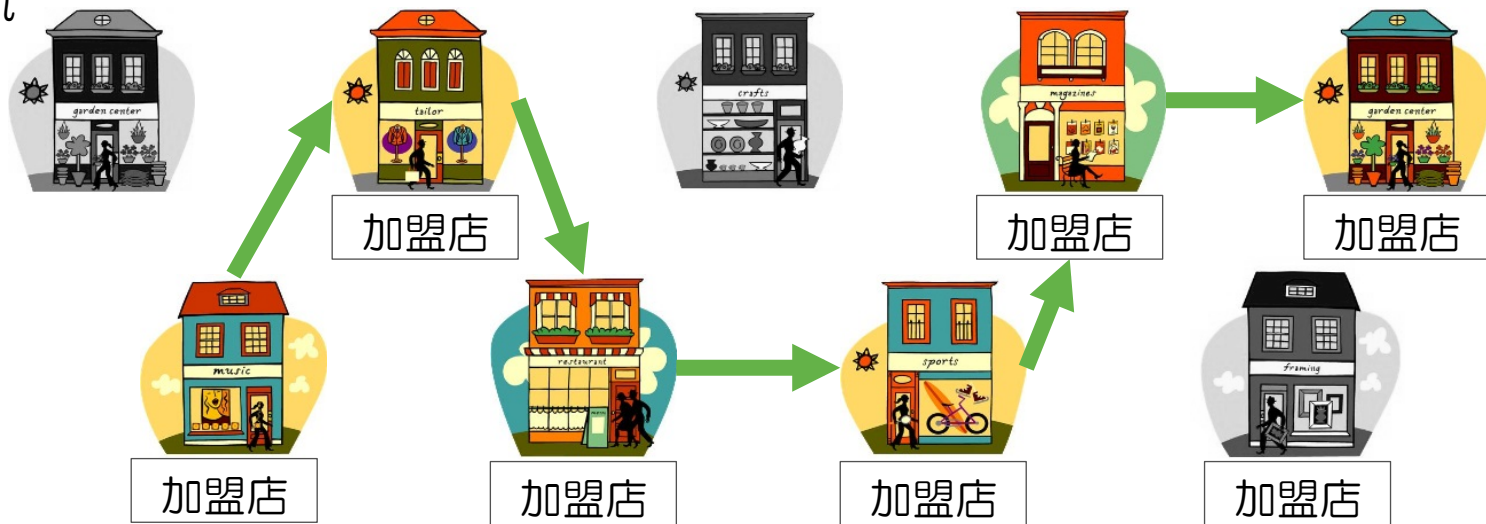 garden center
tailor
crafts
magazines
garden center
加盟店
加盟店
加盟店
music
restaurant
sports
framing
加盟店
加盟店
加盟店
加盟店